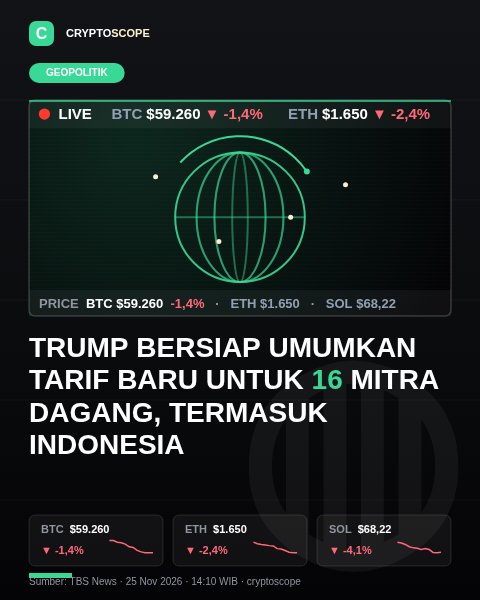 C CRYPTOSCOPE
GEOPOLITIK
LIVE BTC $59.260 ▼ -1,4% ETH $1.650 ▼ -2,4%
PRICE BTC $59.260 -1,4% · ETH $1.650 · SOL $68,22
TRUMP BERSIAP UMUMKAN
TARIF BARU UNTUK 16 MITRA
DAGANG, TERMASUK
INDONESIA
BTC $59.260
▼ -1,4%
ETH $1.650
▼ -2,4%
SOL $68,22
▼ -4,1%
Sumber: TBS News · 25 Nov 2026 · 14:10 WIB · cryptoscope